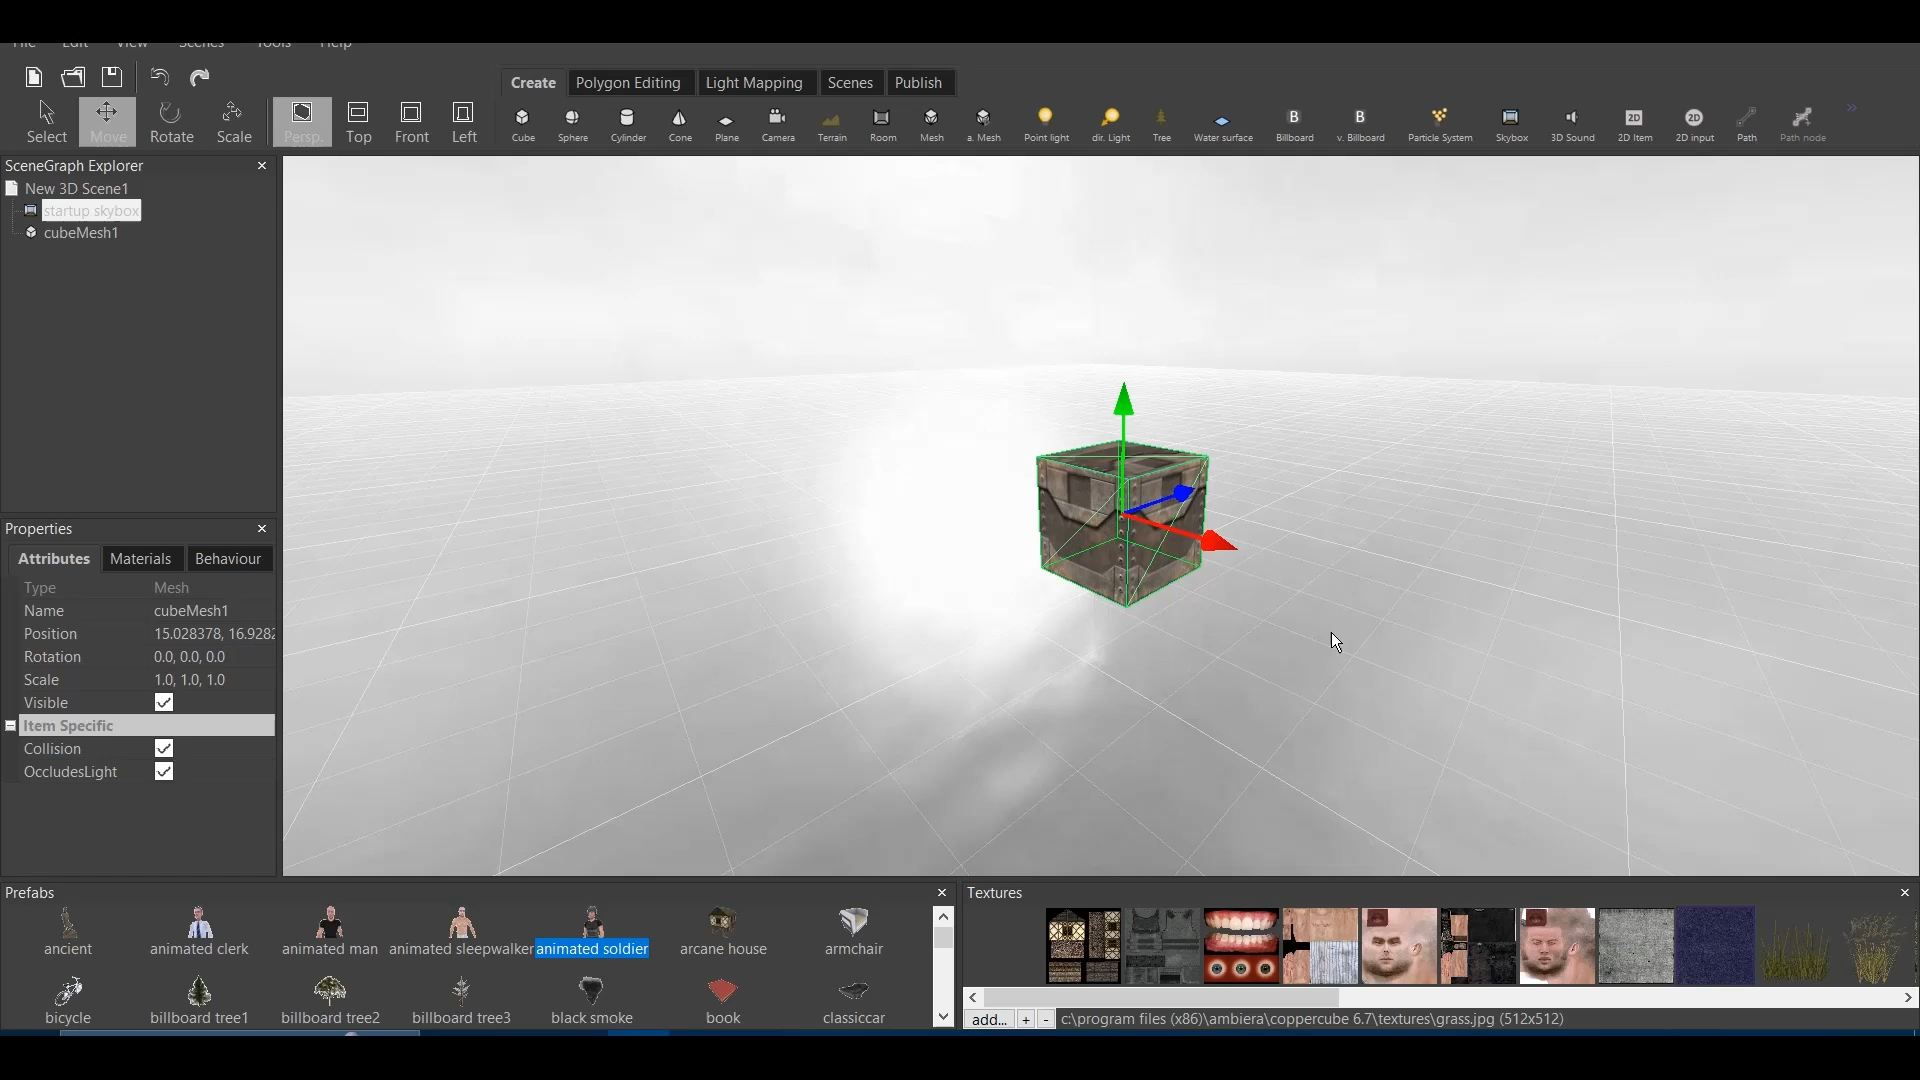 File Edit View Scenes Tools Help
Create Polygon Editing Light Mapping Scenes Publish
Select Move Rotate Scale Persp. Top Front Left
Cube Sphere Cylinder Cone Plane Camera Terrain Room Mesh a. Mesh Point light dir. Light Tree Water surface Billboard v. Billboard Particle System Skybox 3D Sound 2D Item 2D input Path Path node
SceneGraph Explorer
New 3D Scene1
startup skybox
cubeMesh1
Properties
Attributes Materials Behaviour
Type Mesh
Name cubeMesh1
Position 15.028378, 16.9282
Rotation 0.0, 0.0, 0.0
Scale 1.0, 1.0, 1.0
Visible
Item Specific
Collision
OccludesLight
Prefabs
ancient animated clerk animated man animated sleepwalker animated soldier arcane house armchair
bicycle billboard tree1 billboard tree2 billboard tree3 black smoke book classiccar
Textures
add... + - c:\program files (x86)\ambiera\coppercube 6.7\textures\grass.jpg (512x512)